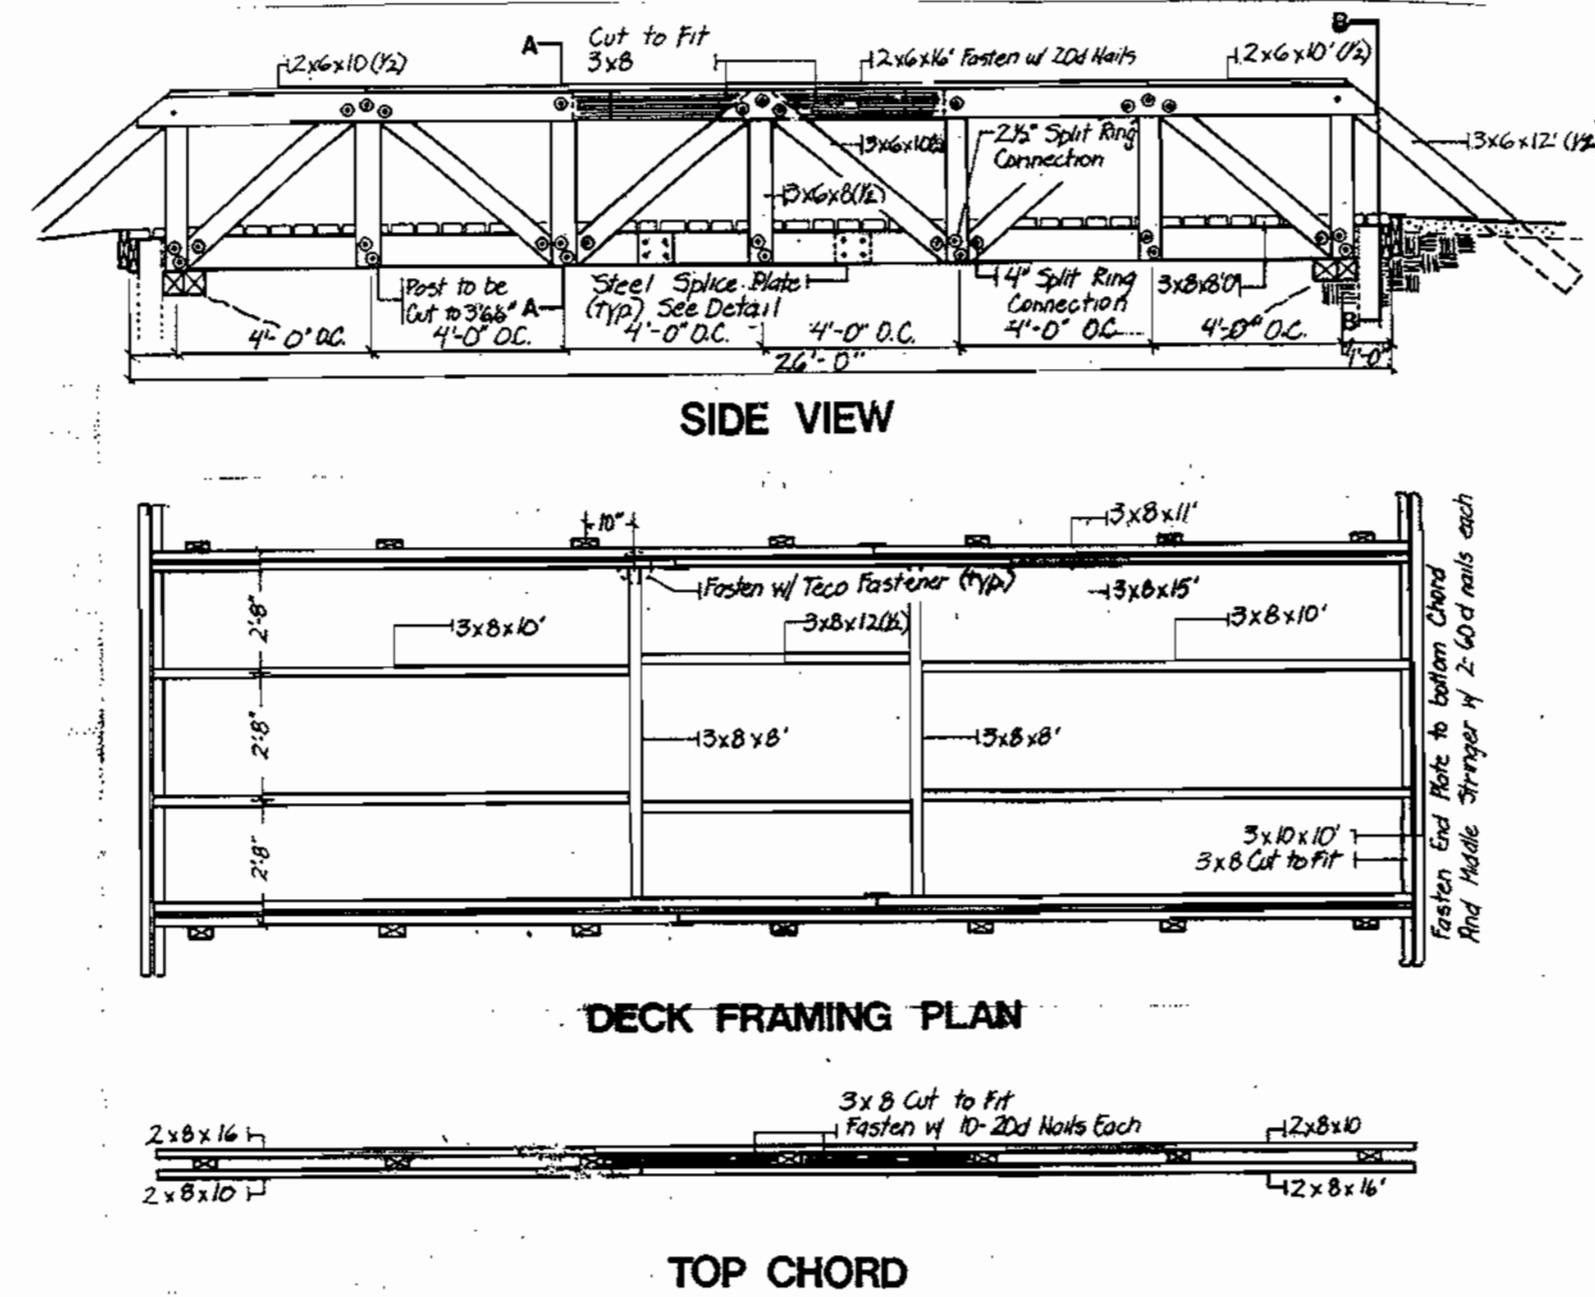 2x6x10 (1/2)
A
Cut to Fit
3x8
2x6x16' Fasten w/ 20d Nails
B
2x6x10' (1/2)
3x6x12' (1/2
2 1/2" Split Ring
Connection
3x6x8(1/2)
Post to be
A
Steel Splice Plate
(typ.) See Detail
4" Split Ring
Connection
3x8x8'0"
B
4'-0" O.C.
4'-0" O.C.
4'-0" O.C.
4'-0" O.C.
4'-0" O.C.
4'-0" O.C.
1'-0"
26'-0"
SIDE VIEW
10"
3x8x11'
Fasten w/ Teco Fastener (typ.)
3x8x15'
2'-8"
3x8x10'
3x8x12(1/2)
3x8x10'
2'-8"
3x8x8'
3x8x8'
2'-8"
3x10x10'
3x8 Cut to Fit
Fasten End Plate to bottom Chord
And Middle Stringer w/ 2-60d nails each
DECK FRAMING PLAN
3x8 Cut to Fit
Fasten w/ 10-20d Nails Each
2x8x16
2x8x10
2x8x10
2x8x16'
TOP CHORD